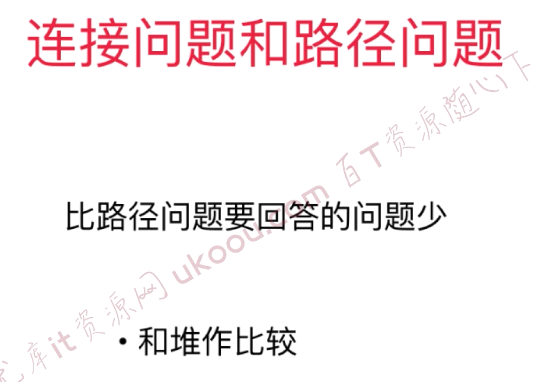 连接问题和路径问题
比路径问题要回答的问题少
• 和堆作比较
库it资源网 ukoou.com 百T资源随心下